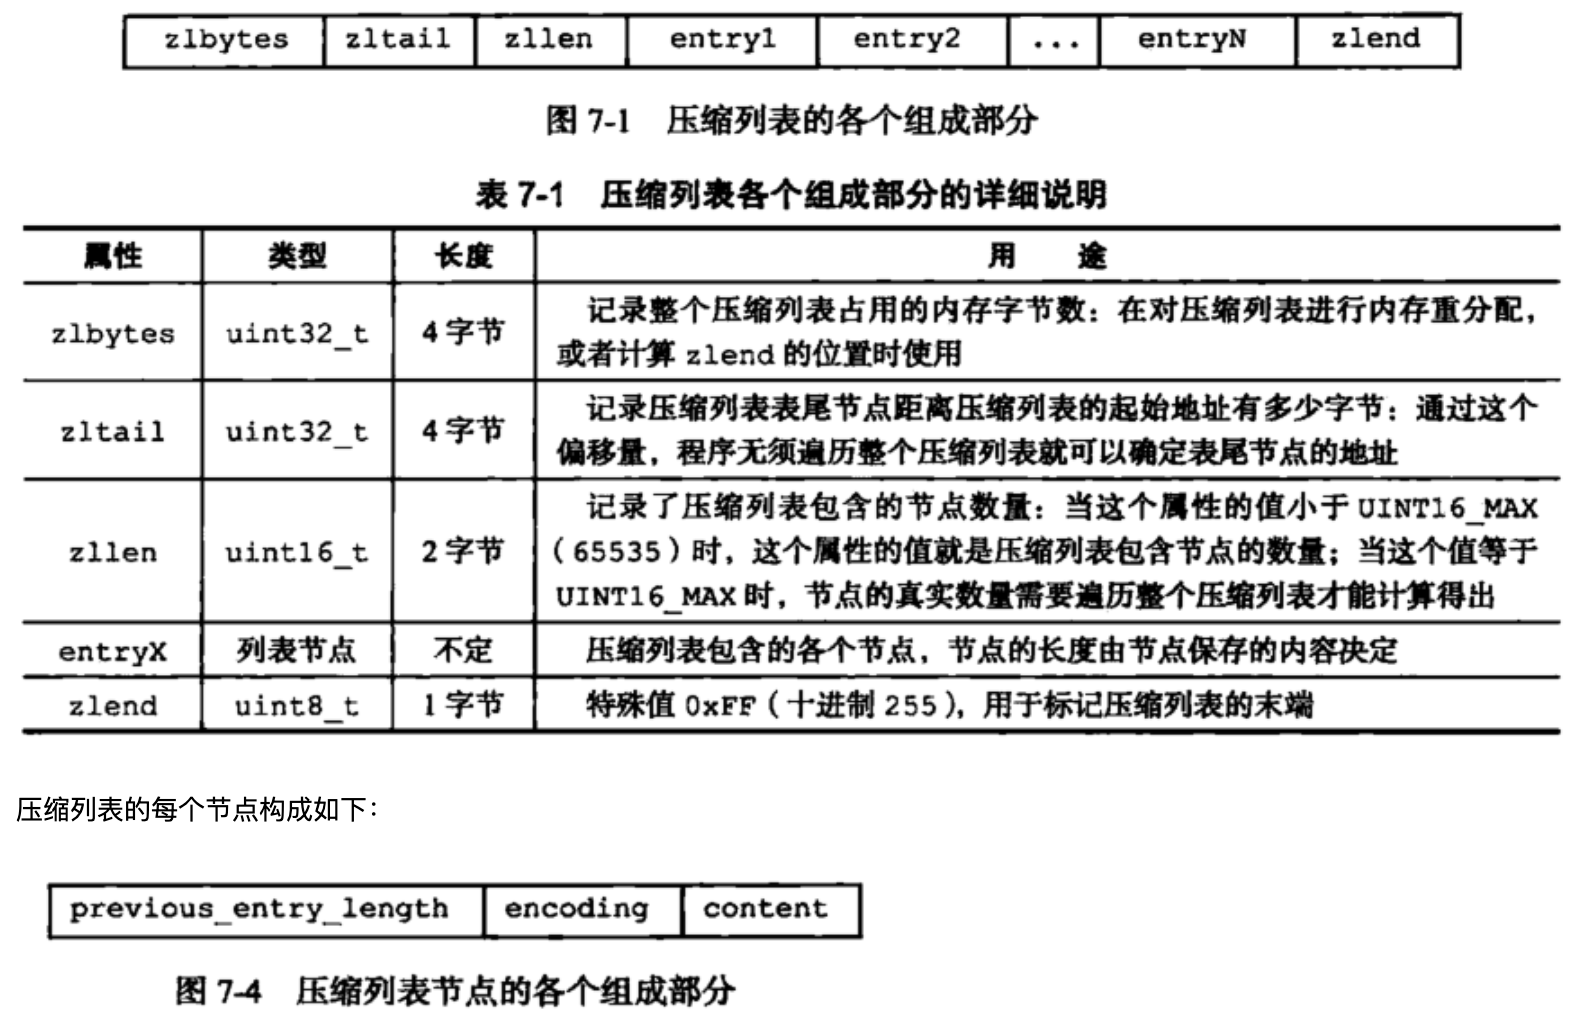 zlbytes zltail zllen entry1 entry2 ... entryN zlend
图 7-1 压缩列表的各个组成部分
表 7-1 压缩列表各个组成部分的详细说明
属性 类型 长度 用 途
zlbytes uint32_t 4 字节 记录整个压缩列表占用的内存字节数：在对压缩列表进行内存重分配，
或者计算 zlend 的位置时使用
zltail uint32_t 4 字节 记录压缩列表表尾节点距离压缩列表的起始地址有多少字节：通过这个
偏移量，程序无须遍历整个压缩列表就可以确定表尾节点的地址
zllen uint16_t 2 字节 记录了压缩列表包含的节点数量：当这个属性的值小于 UINT16_MAX
（65535）时，这个属性的值就是压缩列表包含节点的数量；当这个值等于
UINT16_MAX 时，节点的真实数量需要遍历整个压缩列表才能计算得出
entryX 列表节点 不定 压缩列表包含的各个节点，节点的长度由节点保存的内容决定
zlend uint8_t 1 字节 特殊值 0xFF（十进制 255），用于标记压缩列表的末端
压缩列表的每个节点构成如下：
previous_entry_length encoding content
图 7-4 压缩列表节点的各个组成部分